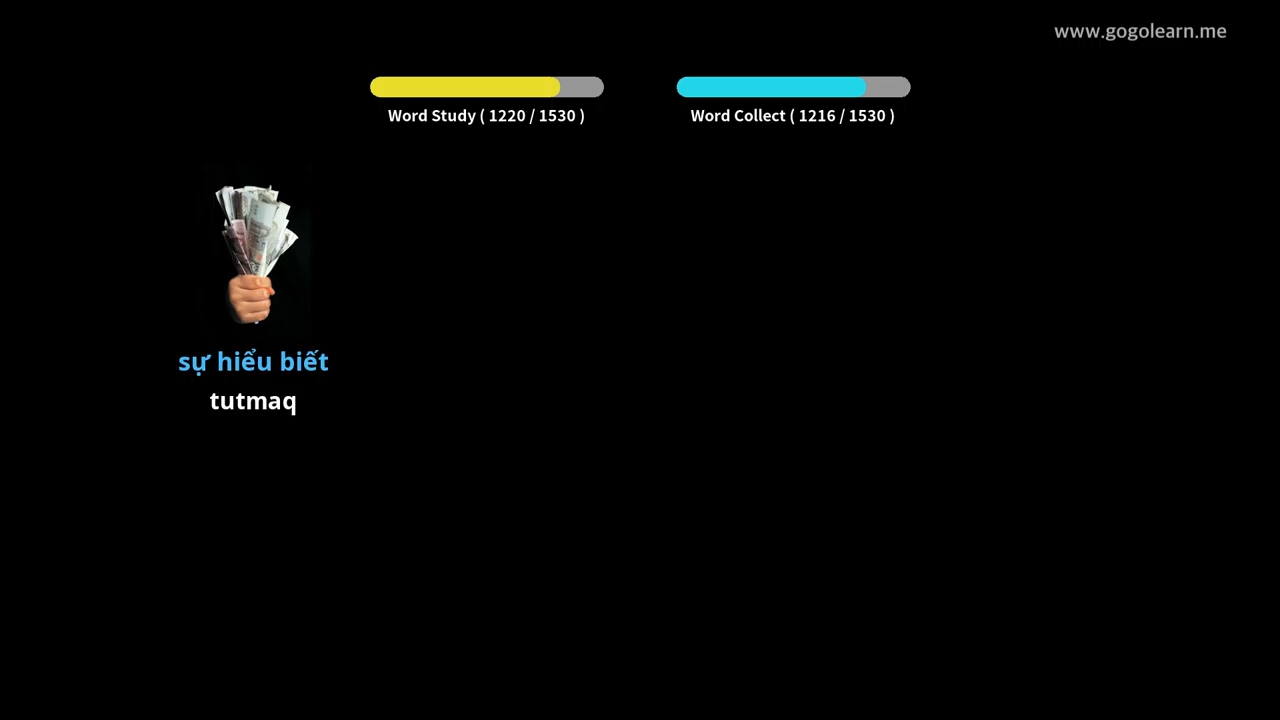 www.gogolearn.me
Word Study ( 1220 / 1530 )
Word Collect ( 1216 / 1530 )
sự hiểu biết
tutmaq